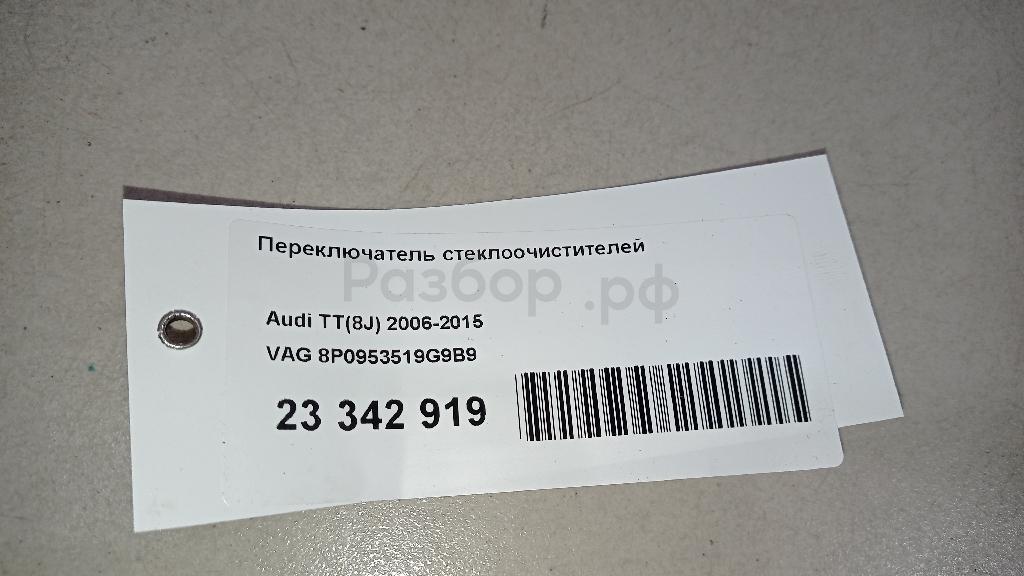 Переключатель стеклоочистителей
Разбор.рф
Audi TT(8J) 2006-2015
VAG 8P0953519G9B9
23 342 919